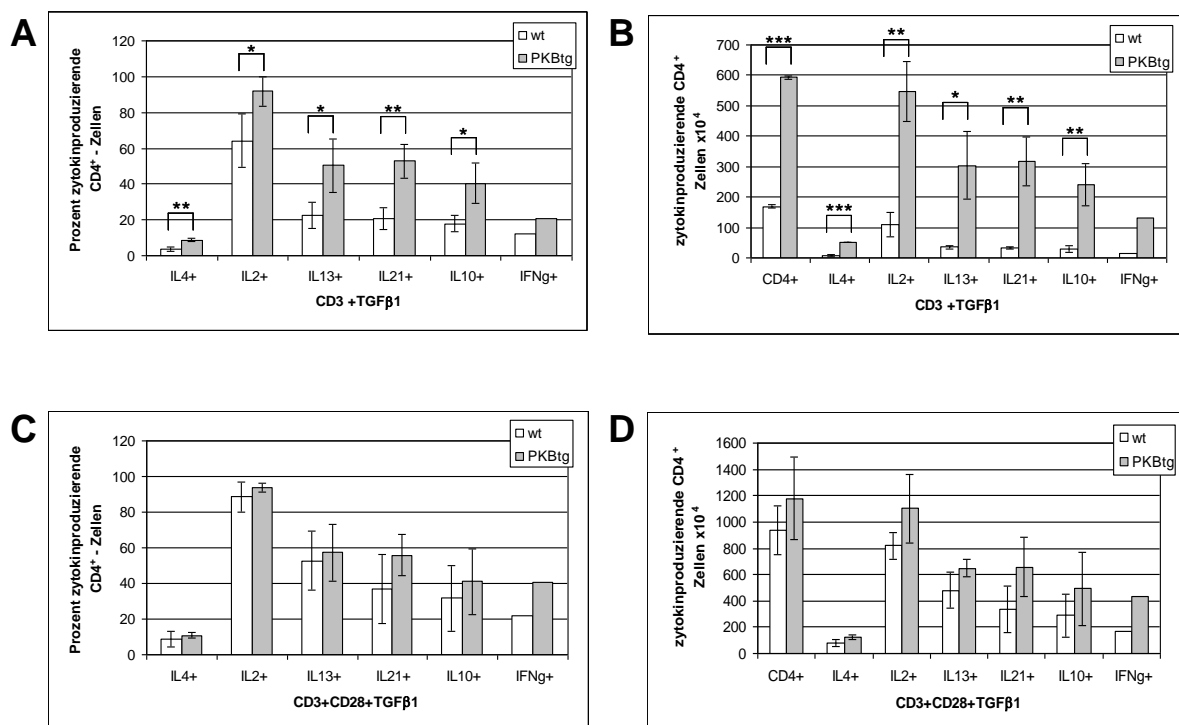 A
Prozent zytokinproduzierende
CD4+ - Zellen
120
100
80
60
40
20
0
*
*
**
*
**
wt
PKBtg
IL4+ IL2+ IL13+ IL21+ IL10+ IFNg+
CD3 +TGFβ1
B
zytokinproduzierende CD4+
Zellen x10⁴
700
600
500
400
300
200
100
0
***
**
*
**
**
***
wt
PKBtg
CD4+ IL4+ IL2+ IL13+ IL21+ IL10+ IFNg+
CD3 +TGFβ1
C
Prozent zytokinproduzierende
CD4+ - Zellen
120
100
80
60
40
20
0
wt
PKBtg
IL4+ IL2+ IL13+ IL21+ IL10+ IFNg+
CD3+CD28+TGFβ1
D
zytokinproduzierende CD4 +
Zellen x10⁴
1600
1400
1200
1000
800
600
400
200
0
wt
PKBtg
CD4+ IL4+ IL2+ IL13+ IL21+ IL10+ IFNg+
CD3+CD28+TGFβ1